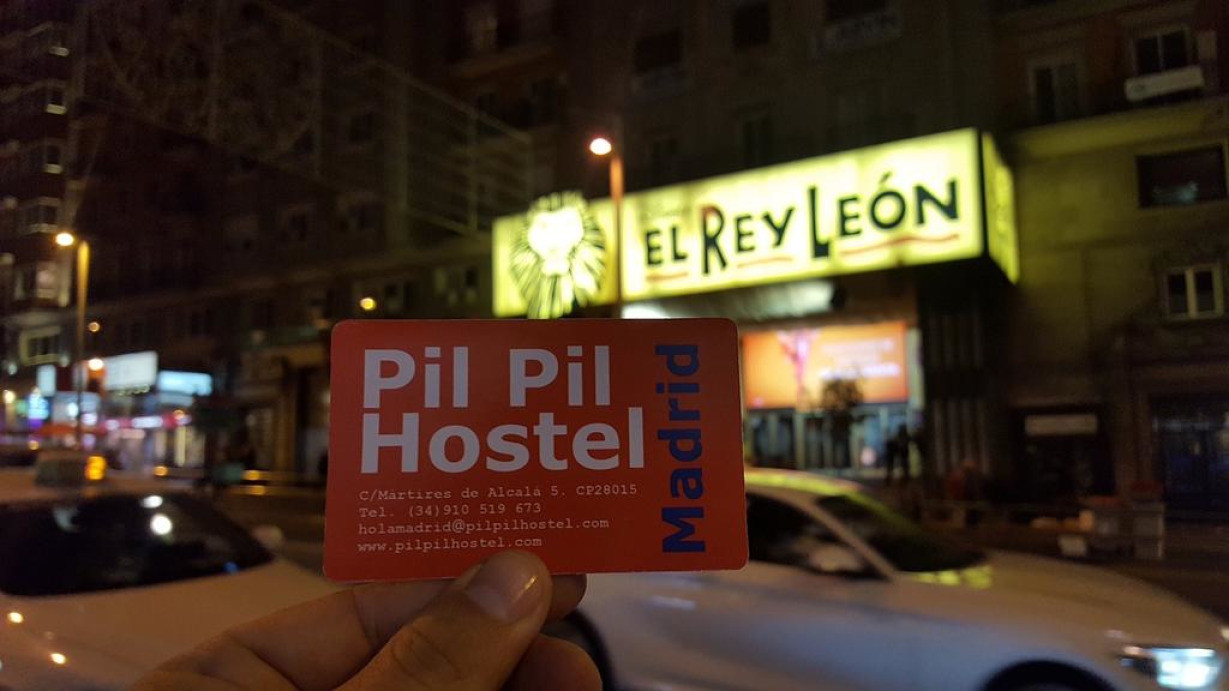 EL REY LEÓN
Pil Pil
Hostel
Madrid
C/Mártires de Alcalá 5. CP28015
Tel. (34)910 519 673
holamadrid@pilpilhostel.com
www.pilpilhostel.com